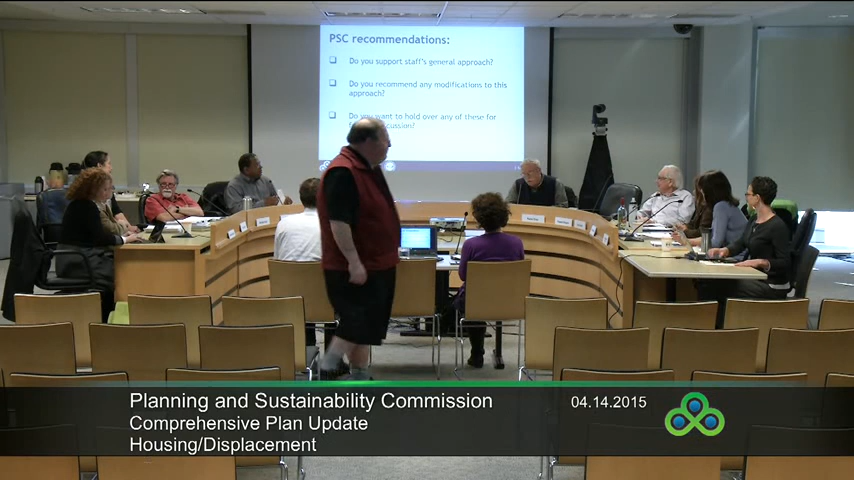 PSC recommendations:
Do you support staff's general approach?
Do you recommend any modifications to this
approach?
Do you want to hold over any of these for
Planning and Sustainability Commission
04.14.2015
Comprehensive Plan Update
Housing/Displacement